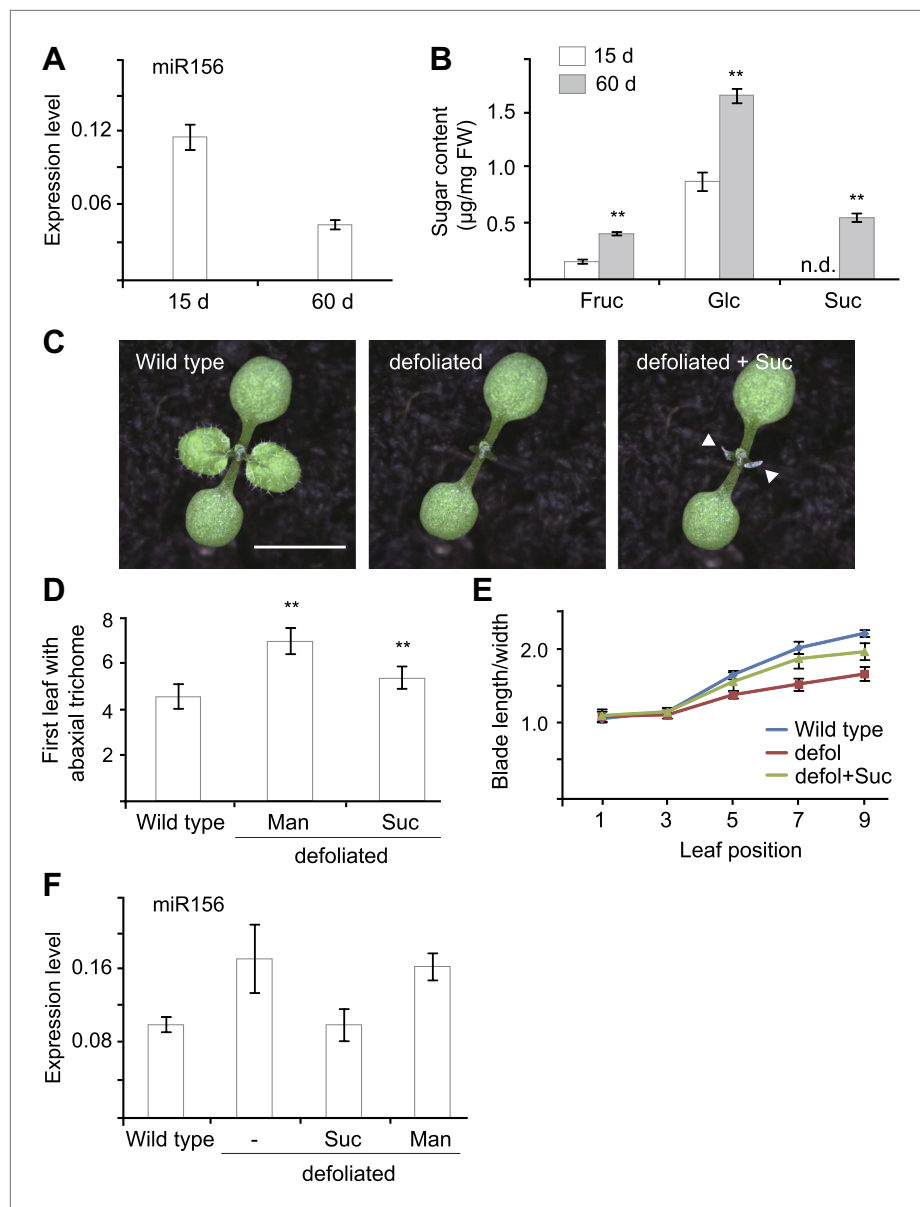 A
miR156
Expression level
0.12
0.06
15 d
60 d
B
15 d
60 d
Sugar content
(µg/mg FW)
1.5
1.0
0.5
**
**
**
n.d.
Fruc
Glc
Suc
C
Wild type
defoliated
defoliated + Suc
D
First leaf with
abaxial trichome
8
6
4
2
**
**
Wild type
Man
Suc
defoliated
E
Blade length/width
2.0
1.0
Wild type
defol
defol+Suc
1
3
5
7
9
Leaf position
F
miR156
Expression level
0.16
0.08
Wild type
-
Suc
Man
defoliated